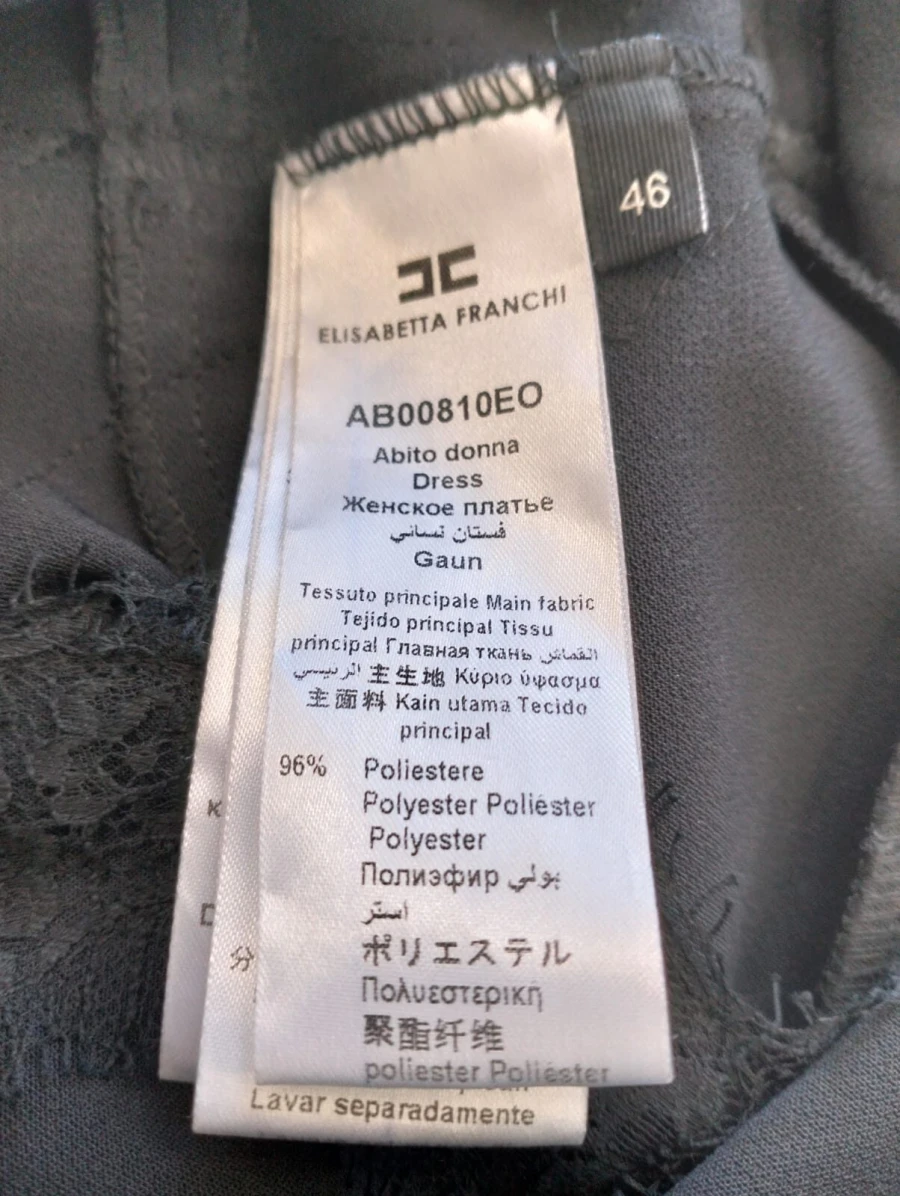 46
ELISABETTA FRANCHI
AB00810EO
Abito donna
Dress
Женское платье
فستان نسائي
Gaun
Tessuto principale Main fabric
Tejido principal Tissu
principal Главная ткань القماش
الرييسي 主生地 Κύριο ύφασμα
主面料 Kain utama Tecido
principal
96% Poliestere
Polyester Poliéster
Polyester
Полиэфир بولي
استر
ポリエステル
Πολυεστερική
聚酯纤维
poliester Poliéster
Lavar separadamente
分